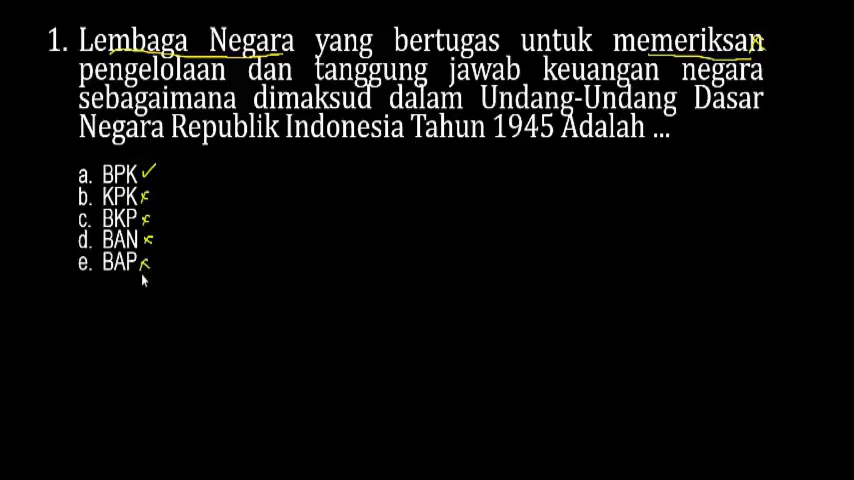 1. Lembaga Negara yang bertugas untuk memeriksan
pengelolaan dan tanggung jawab keuangan negara
sebagaimana dimaksud dalam Undang-Undang Dasar
Negara Republik Indonesia Tahun 1945 Adalah ...
a. BPK
b. KPK
c. BKP
d. BAN
e. BAP